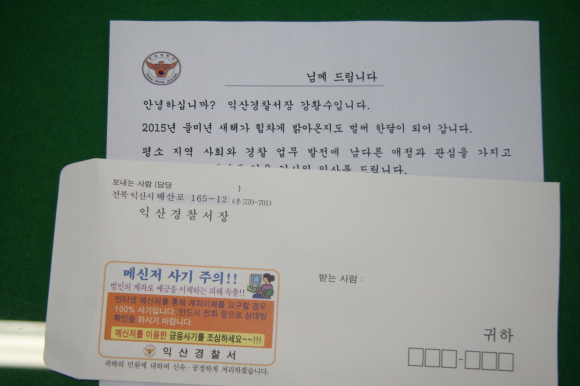 님께 드립니다
안녕하십니까? 익산경찰서장 강황수입니다.
2015년 을미년 새해가 힘차게 밝아온지도 벌써 한달이 되어 갑니다.
평소 지역 사회와 경찰 업무 발전에 남다른 애정과 관심을 가지고
인사를 드립니다.
보내는 사람 (담당 )
전북 익산시 배산로 165-12 (우 570-701)
익산경찰서장
메신저 사기 주의!!
범인의 계좌로 예금을 이체하는 피해 속출!!
인터넷 메신저를 통해 계좌이체를 요구할 경우
100% 사기입니다. 반드시 전화 등으로 상대방
확인을 하시기 바랍니다.
메신저를 이용한 금융사기를 조심하세요~~!!!
익산경찰서
귀하의 민원에 대하여 신속·공정하게 처리하겠습니다.
받는 사람 :
귀하